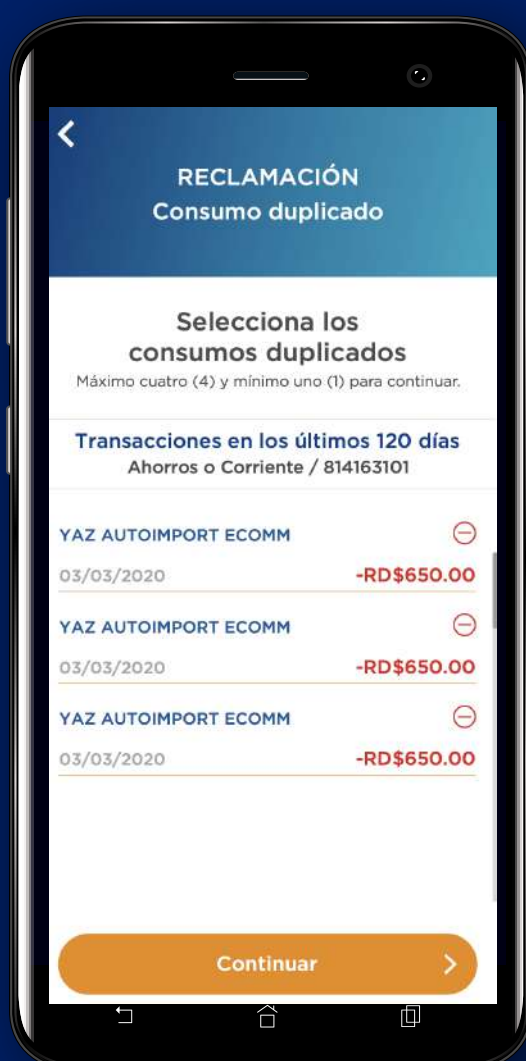 RECLAMACIÓN
Consumo duplicado
Selecciona los
consumos duplicados
Máximo cuatro (4) y mínimo uno (1) para continuar.
Transacciones en los últimos 120 días
Ahorros o Corriente / 814163101
YAZ AUTOIMPORT ECOMM
03/03/2020 -RD$650.00
YAZ AUTOIMPORT ECOMM
03/03/2020 -RD$650.00
YAZ AUTOIMPORT ECOMM
03/03/2020 -RD$650.00
Continuar